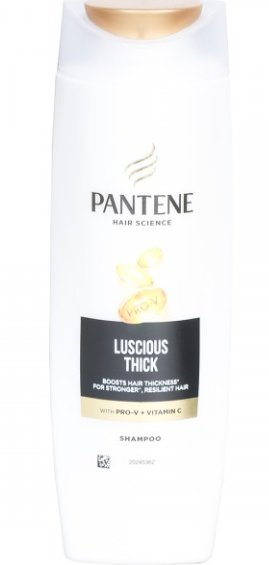 PANTENE
HAIR SCIENCE
PRO-V
LUSCIOUS
THICK
BOOSTS HAIR THICKNESS*
FOR STRONGER*, RESILIENT HAIR
WITH PRO-V + VITAMIN C
SHAMPOO